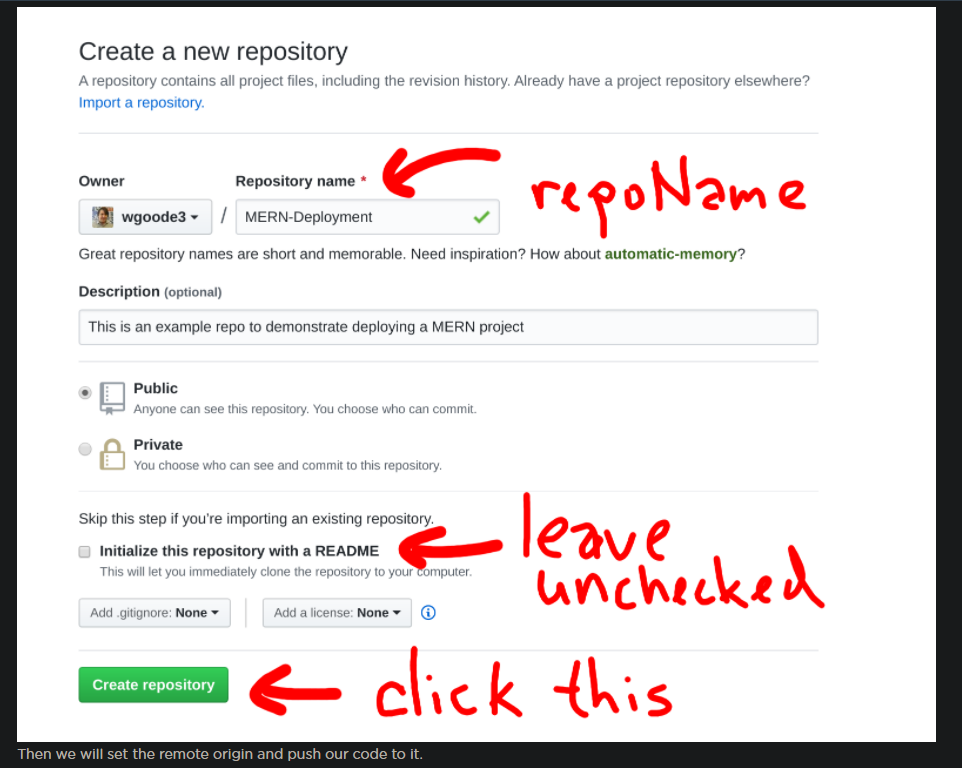 Create a new repository
A repository contains all project files, including the revision history. Already have a project repository elsewhere?
Import a repository.
Owner
Repository name *
repoName
wgoode3 / MERN-Deployment
Great repository names are short and memorable. Need inspiration? How about automatic-memory?
Description (optional)
This is an example repo to demonstrate deploying a MERN project
Public
Anyone can see this repository. You choose who can commit.
Private
You choose who can see and commit to this repository.
Skip this step if you’re importing an existing repository.
Initialize this repository with a README
This will let you immediately clone the repository to your computer.
leave
unchecked
Add .gitignore: None
Add a license: None
Create repository
click this
Then we will set the remote origin and push our code to it.